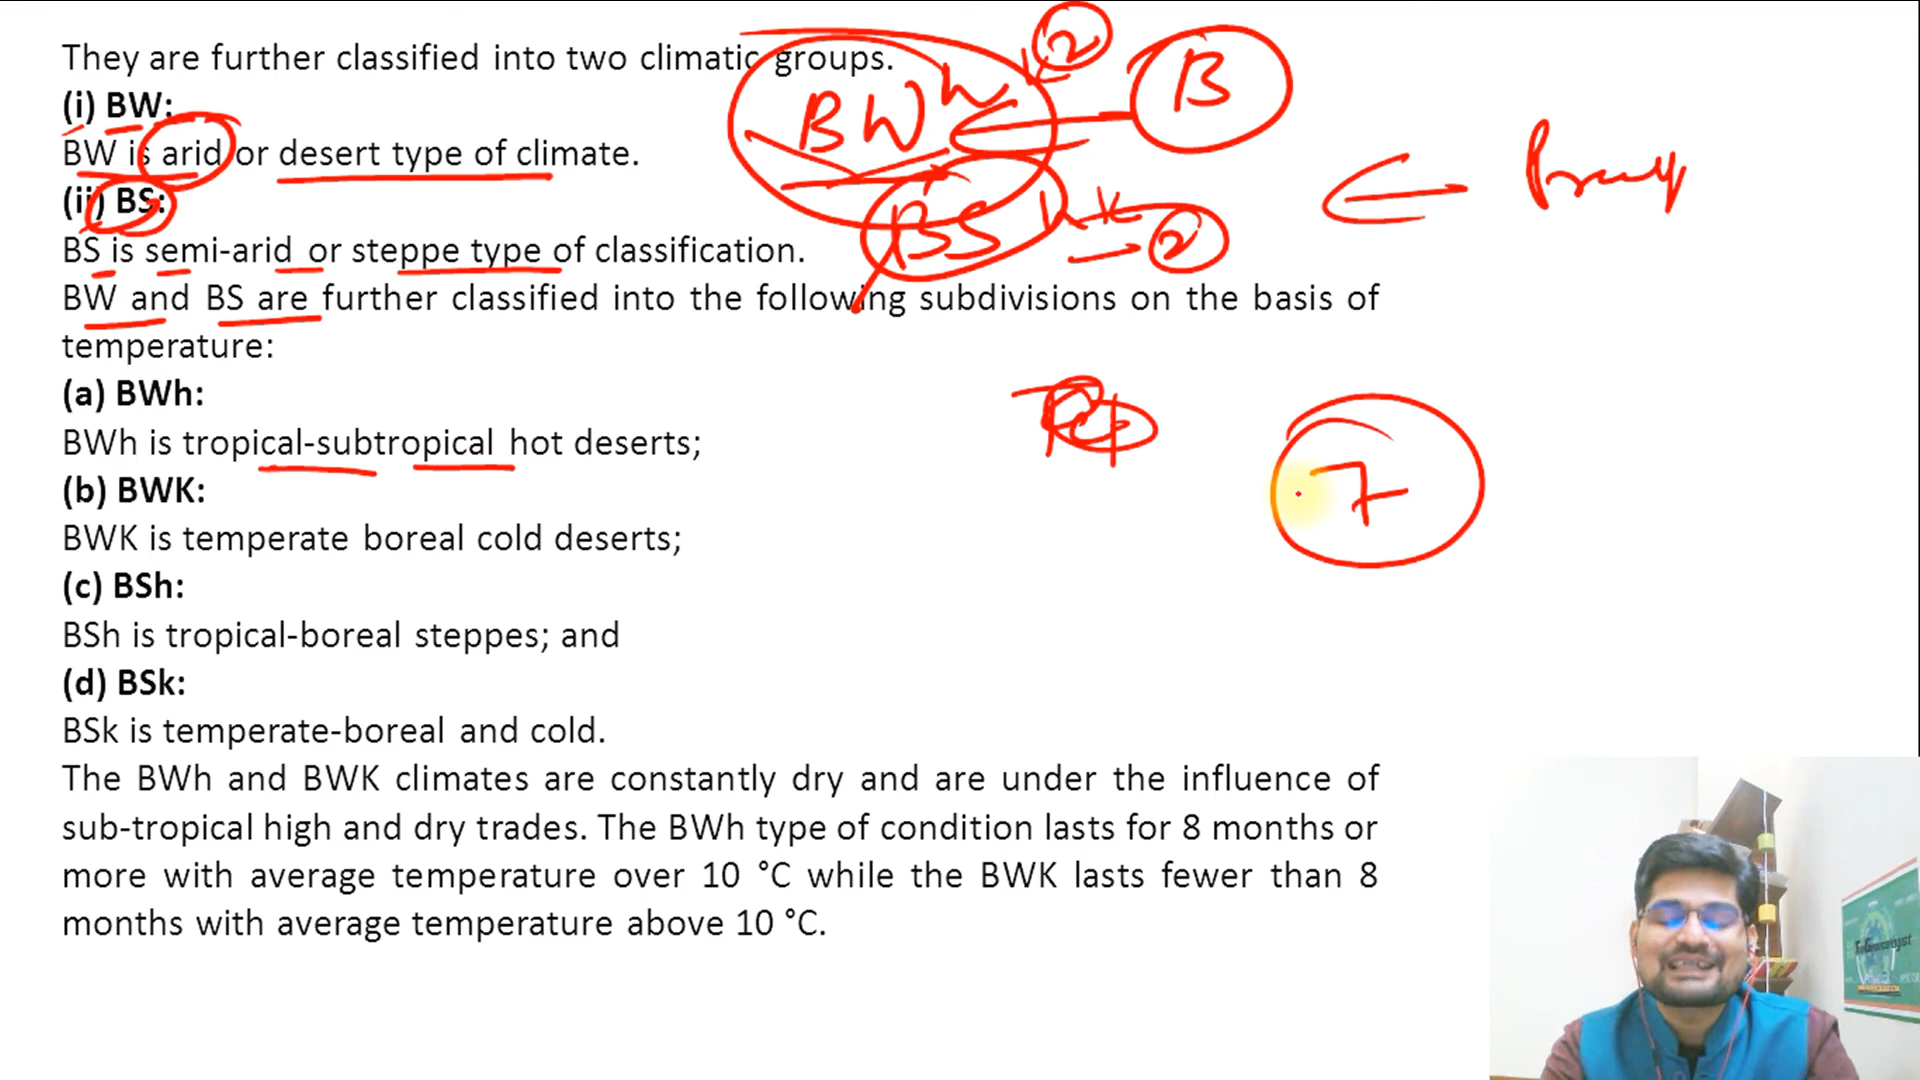 They are further classified into two climatic groups.
(i) BW:
BW is arid or desert type of climate.
(ii) BS:
BS is semi-arid or steppe type of classification.
BW and BS are further classified into the following subdivisions on the basis of
temperature:
(a) BWh:
BWh is tropical-subtropical hot deserts;
(b) BWK:
BWK is temperate boreal cold deserts;
(c) BSh:
BSh is tropical-boreal steppes; and
(d) BSk:
BSk is temperate-boreal and cold.
The BWh and BWK climates are constantly dry and are under the influence of
sub-tropical high and dry trades. The BWh type of condition lasts for 8 months or
more with average temperature over 10 °C while the BWK lasts fewer than 8
months with average temperature above 10 °C.
2
B
BW h
BS h K
2
7